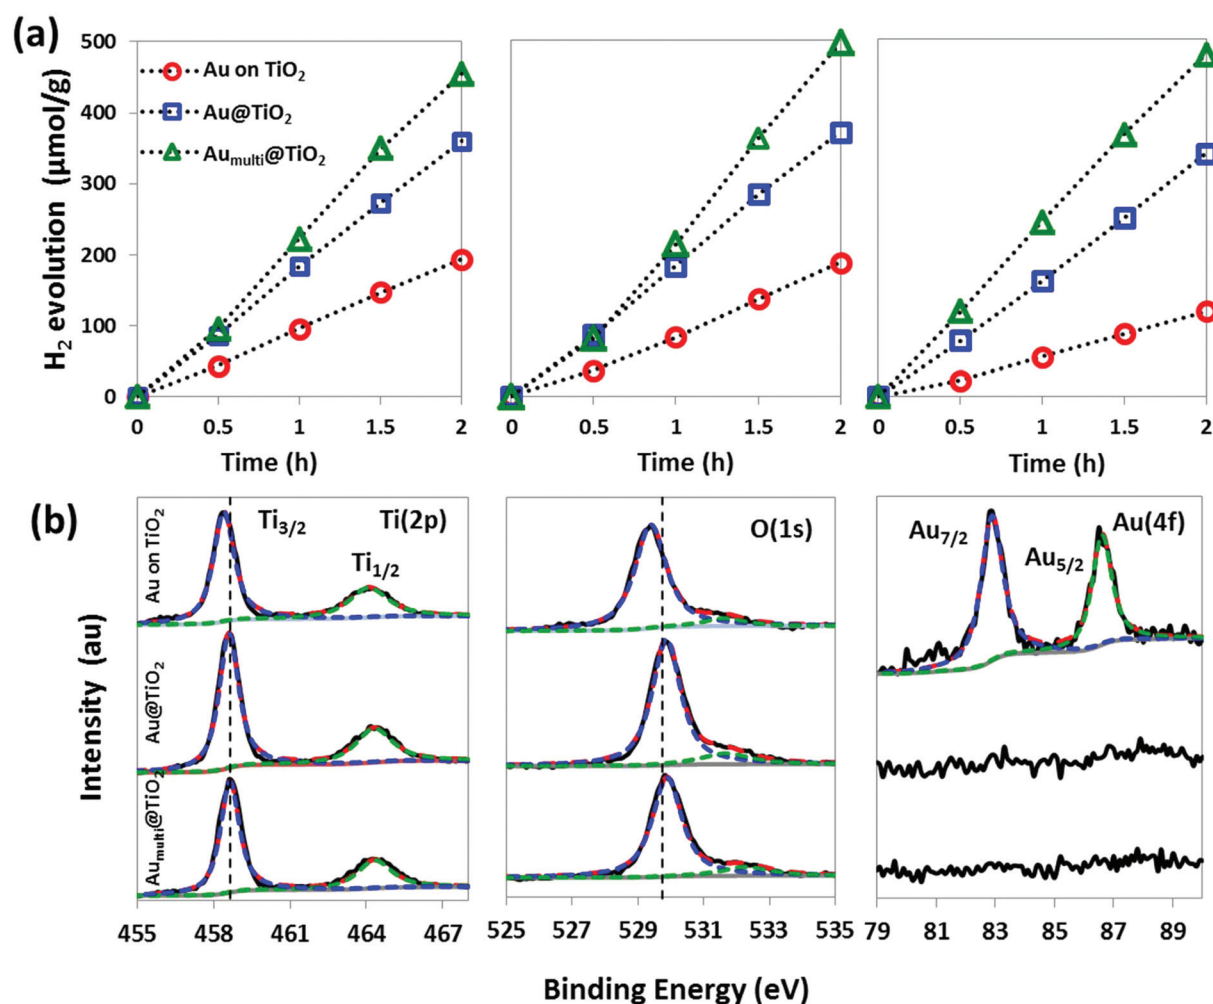 (a)
H₂ evolution (µmol/g)
500
400
300
200
100
0
Au on TiO₂
Au@TiO₂
Auₘᵤₗₜᵢ@TiO₂
0 0.5 1 1.5 2
0 0.5 1 1.5 2
0 0.5 1 1.5 2
Time (h)
Time (h)
Time (h)
(b)
Intensity (au)
Au on TiO₂
Au@TiO₂
Auₘᵤₗₜᵢ@TiO₂
Ti3/2
Ti(2p)
Ti1/2
O(1s)
Au7/2
Au5/2
Au(4f)
455 458 461 464 467
525 527 529 531 533 535
79 81 83 85 87 89
Binding Energy (eV)